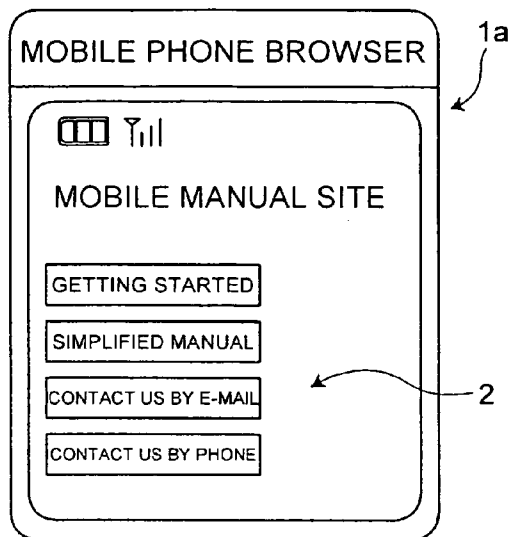 MOBILE PHONE BROWSER
1a
MOBILE MANUAL SITE
GETTING STARTED
SIMPLIFIED MANUAL
CONTACT US BY E-MAIL
2
CONTACT US BY PHONE